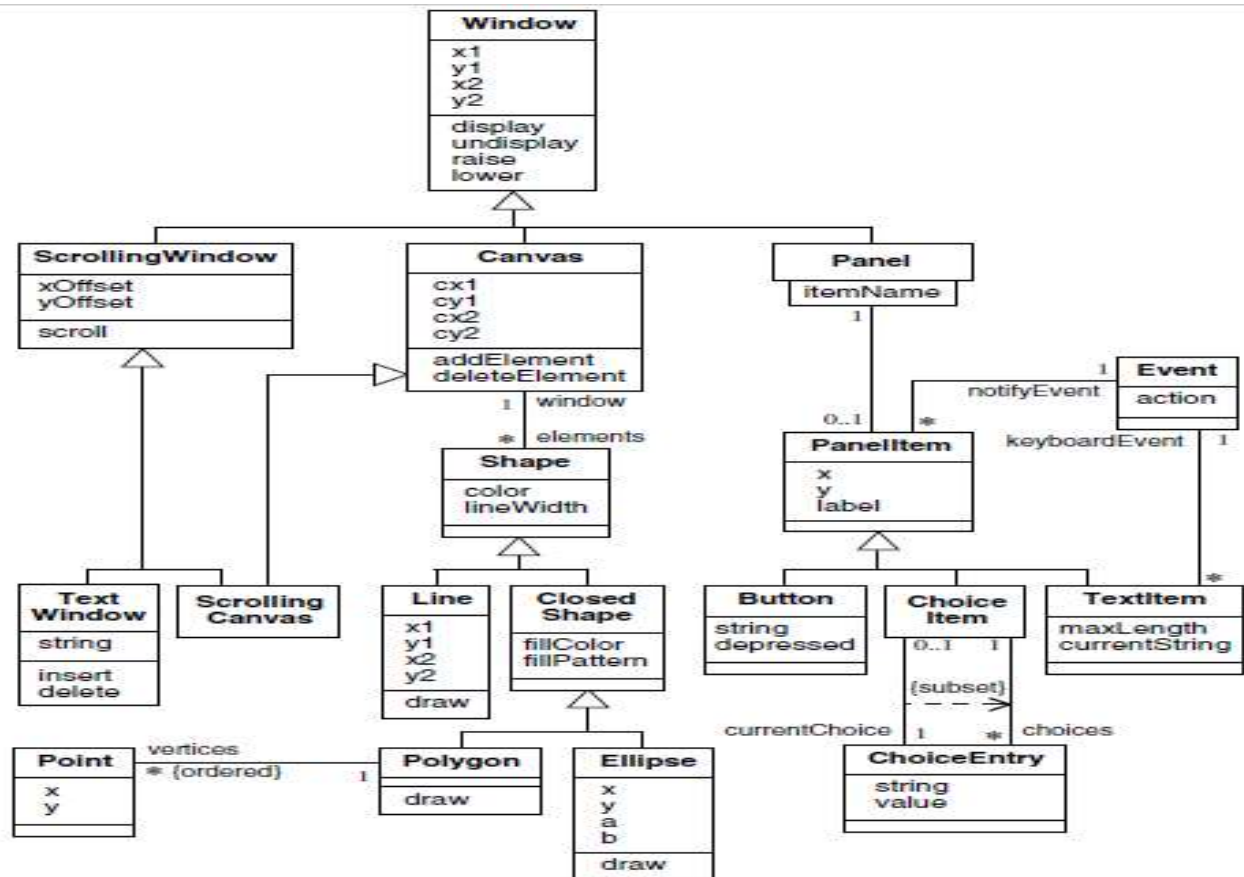 Window
x1
y1
x2
y2
display
undisplay
raise
lower
ScrollingWindow
xOffset
yOffset
scroll
Canvas
cx1
cy1
cx2
cy2
addElement
deleteElement
Panel
itemName
1
0..1
1
notifyEvent
*
Event
action
keyboardEvent
1
*
1 window
* elements
Shape
color
lineWidth
PanelItem
x
y
label
Text
Window
string
insert
delete
Scrolling
Canvas
Line
x1
y1
x2
y2
draw
Closed
Shape
fillColor
fillPattern
Button
string
depressed
Choice
Item
0..1 1
{subset}
currentChoice 1 * choices
TextItem
maxLength
currentString
Point
x
y
vertices
* {ordered} 1
Polygon
draw
Ellipse
x
y
a
b
draw
ChoiceEntry
string
value